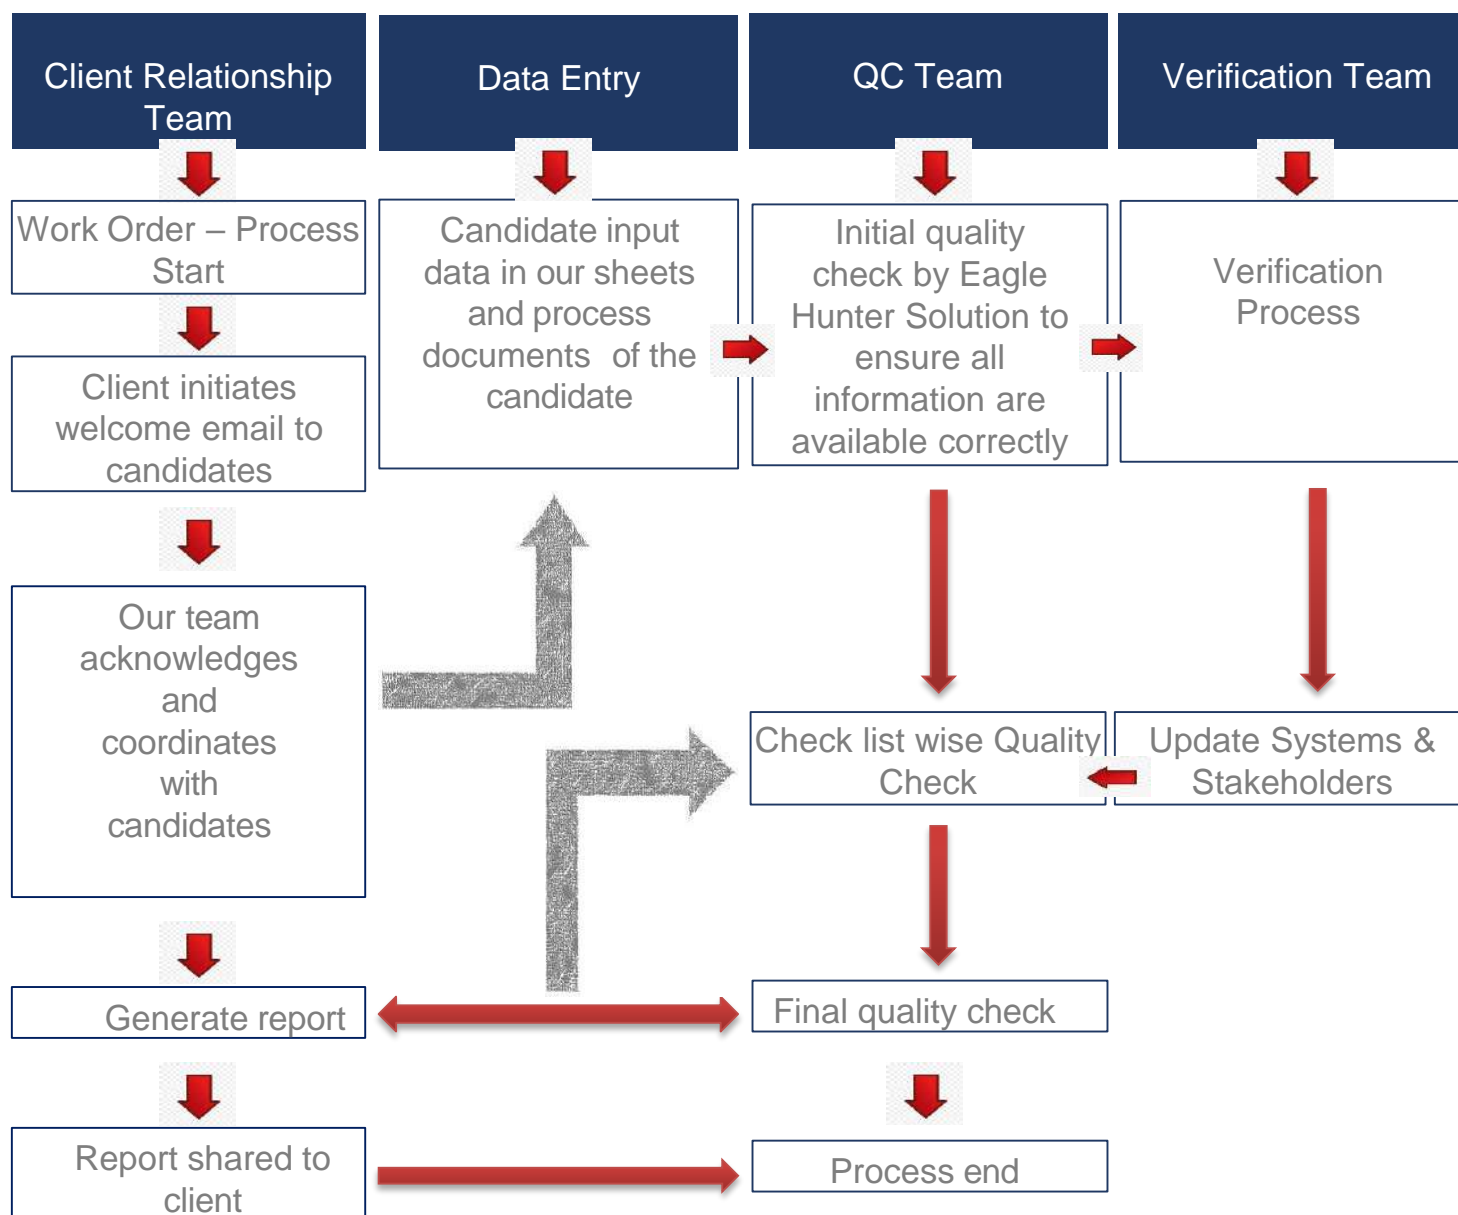 Client Relationship
Team
Data Entry
QC Team
Verification Team
Work Order – Process
Start
Client initiates
welcome email to
candidates
Our team
acknowledges
and
coordinates
with
candidates
Generate report
Report shared to
client
Candidate input
data in our sheets
and process
documents of the
candidate
Initial quality
check by Eagle
Hunter Solution to
ensure all
information are
available correctly
Check list wise Quality
Check
Final quality check
Process end
Verification
Process
Update Systems &
Stakeholders